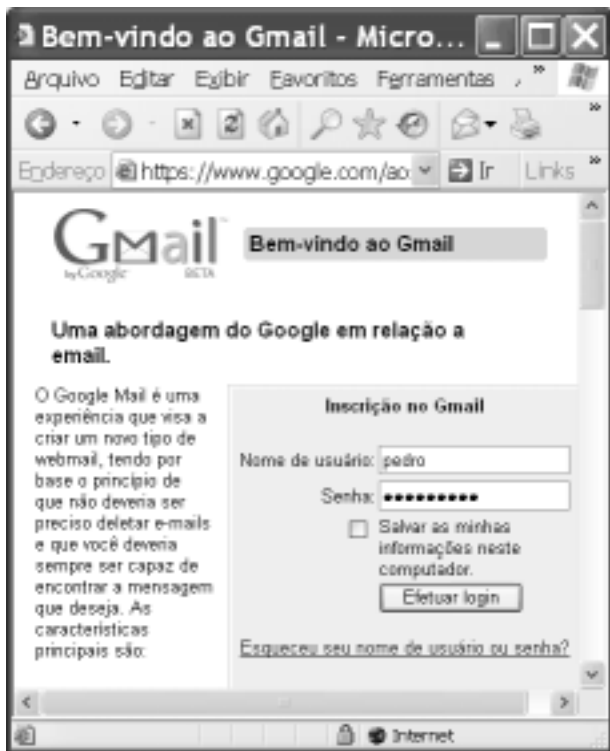 Bem-vindo ao Gmail - Micro...
Arquivo Editar Exibir Favoritos Ferramentas
Endereço https://www.google.com/ao Ir Links
Gmail
by Google BETA
Bem-vindo ao Gmail
Uma abordagem do Google em relação a
email.
O Google Mail é uma
experiência que visa a
criar um novo tipo de
webmail, tendo por
base o princípio de
que não deveria ser
preciso deletar e-mails
e que você deveria
sempre ser capaz de
encontrar a mensagem
que deseja. As
características
principais são:
Inscrição no Gmail
Nome de usuário: pedro
Senha: •••••••••
Salvar as minhas
informações neste
computador.
Efetuar login
Esqueceu seu nome de usuário ou senha?
Internet